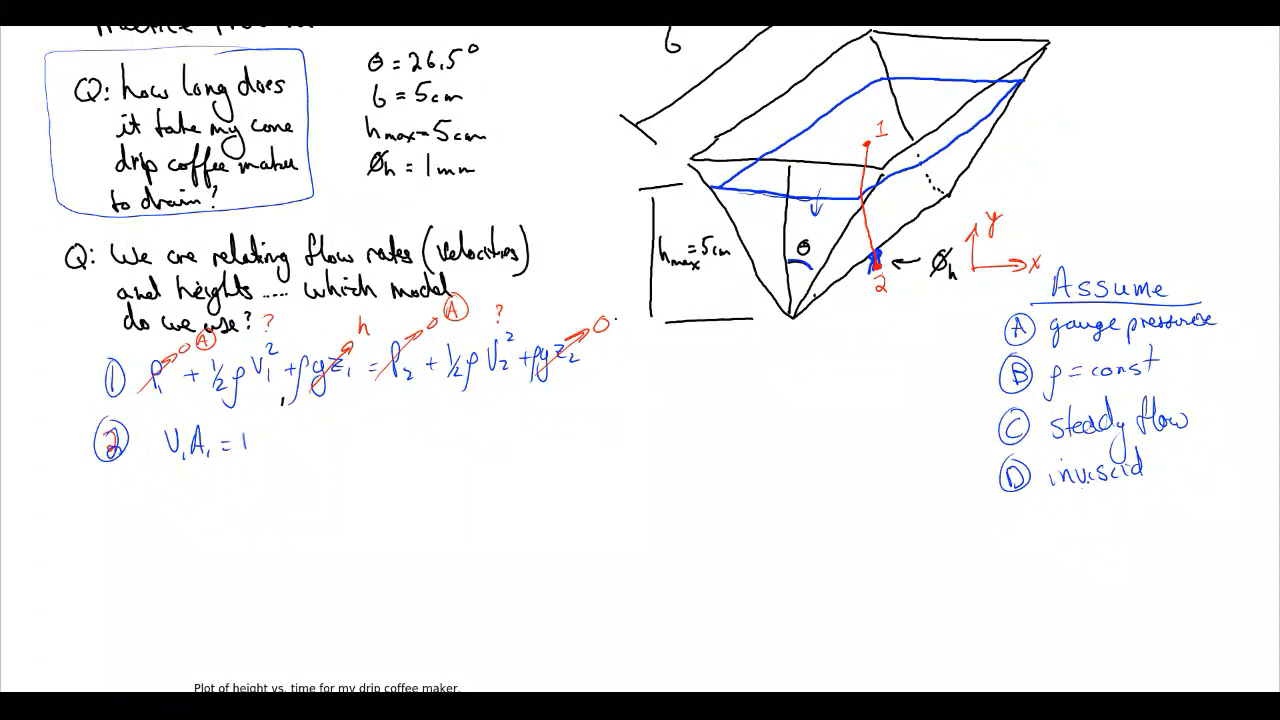 Q: how long does
it take my cone
drip coffee maker
to drain?
θ = 26.5°
b = 5cm
hmax = 5cm
Øh = 1mm
Q: We are relating flow rates (velocities)
and heights .... which model
do we use?
? h ?
① P₁ → 0 Ⓐ + ½ρV₁² + ρgz₁ = P₂ → 0 Ⓐ + ½ρV₂² + ρgz₂ → 0
② V₁A₁ =
b
1
θ
hmax = 5cm
2
← Øh
y
x
Assume
Ⓐ gauge pressure
Ⓑ ρ = const
Ⓒ steady flow
Ⓓ inviscid
Plot of height vs. time for my drip coffee maker.